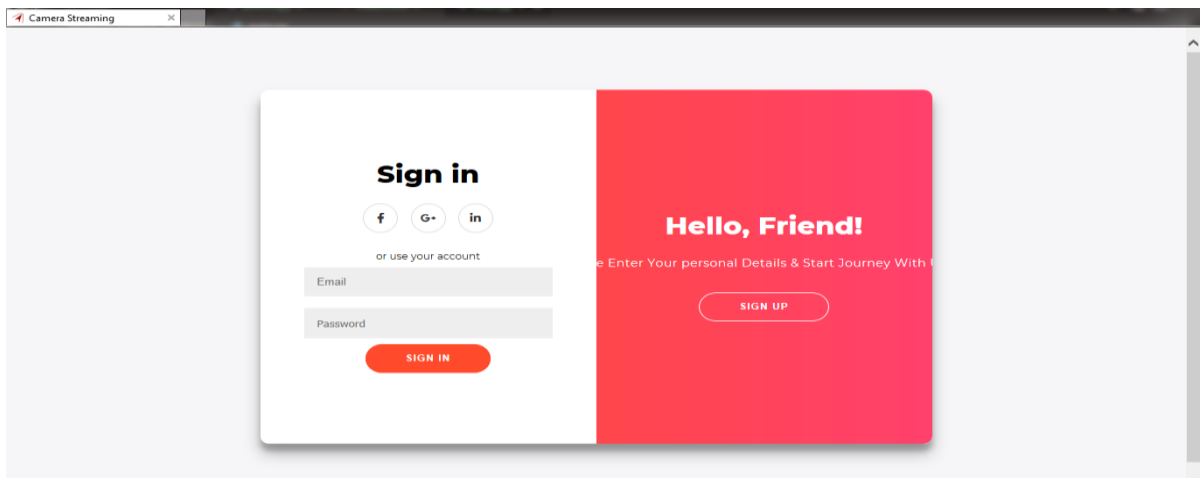 Camera Streaming
Sign in
f G+ in
or use your account
Email
Password
SIGN IN
Hello, Friend!
e Enter Your personal Details & Start Journey With
SIGN UP